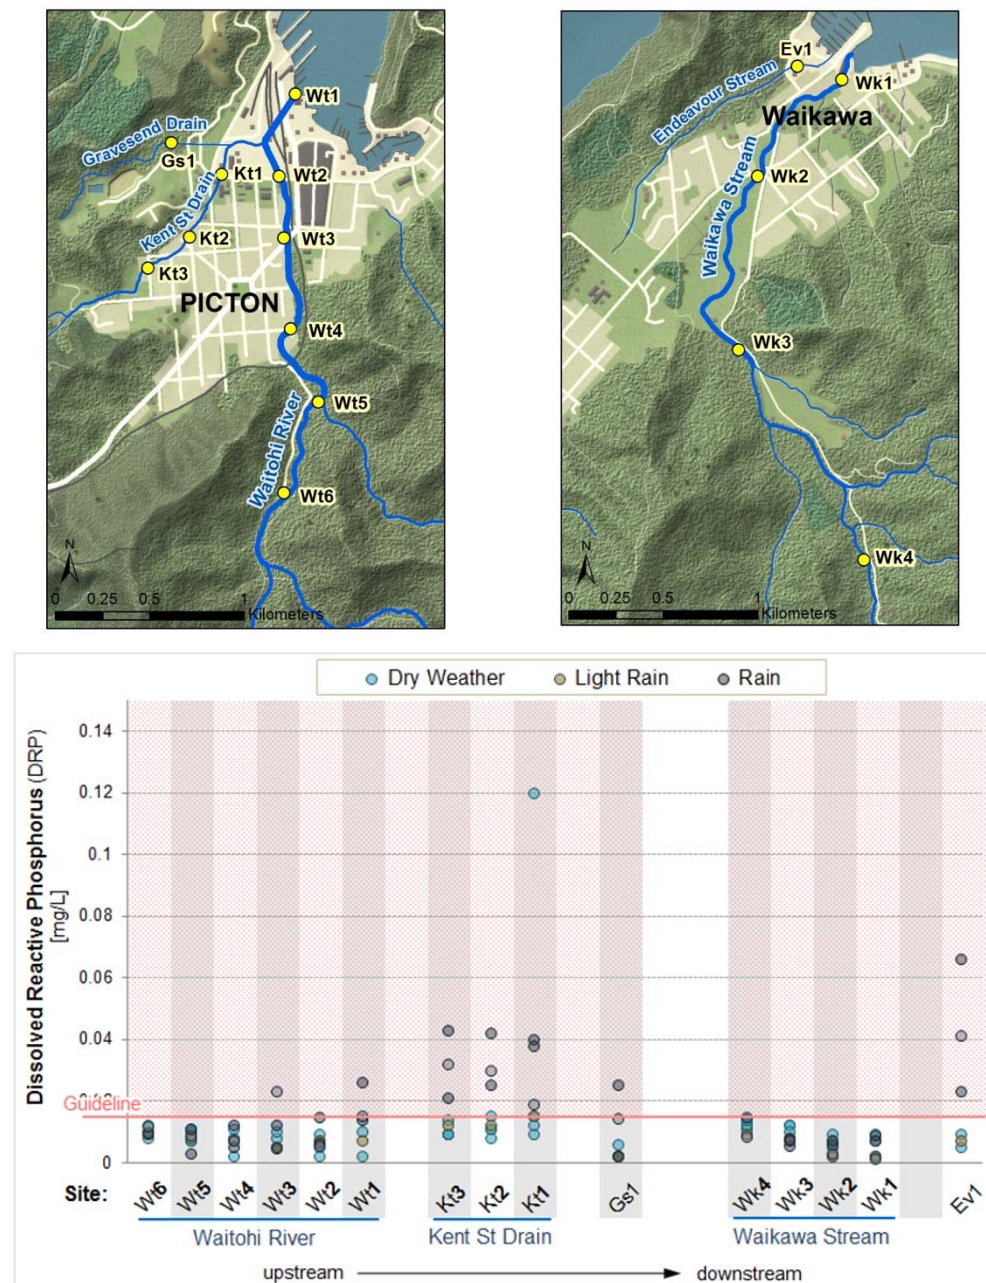 Wt1
Gravesend Drain
Gs1
Kt1
Wt2
Kent St Drain
Kt2
Wt3
Kt3
PICTON
Wt4
Wt5
Waitohi River
Wt6
N
0 0.25 0.5 1
Kilometers
Ev1
Endeavour Stream
Wk1
Waikawa
Wk2
Waikawa Stream
Wk3
Wk4
N
0 0.25 0.5 1
Kilometers
Dry Weather Light Rain Rain
Dissolved Reactive Phosphorus (DRP)
[mg/L]
0.14
0.12
0.1
0.08
0.06
0.04
Guideline
0
Site: Wt6 Wt5 Wt4 Wt3 Wt2 Wt1 Kt3 Kt2 Kt1 Gs1 Wk4 Wk3 Wk2 Wk1 Ev1
Waitohi River Kent St Drain Waikawa Stream
upstream downstream